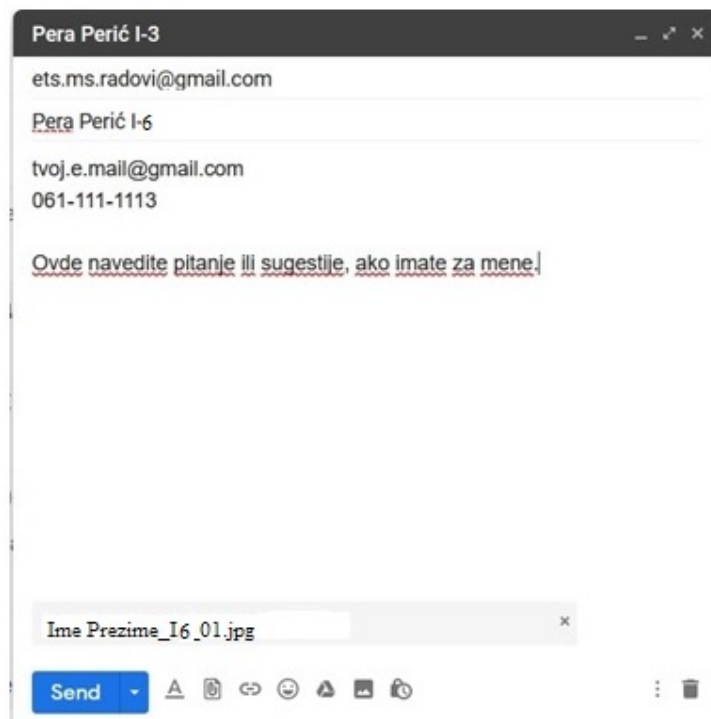 Pera Perić I-3
ets.ms.radovi@gmail.com
Pera Perić I-6
tvoj.e.mail@gmail.com
061-111-1113
Ovde navedite pitanje ili sugestije, ako imate za mene.
Ime Prezime_I6_01.jpg
Send